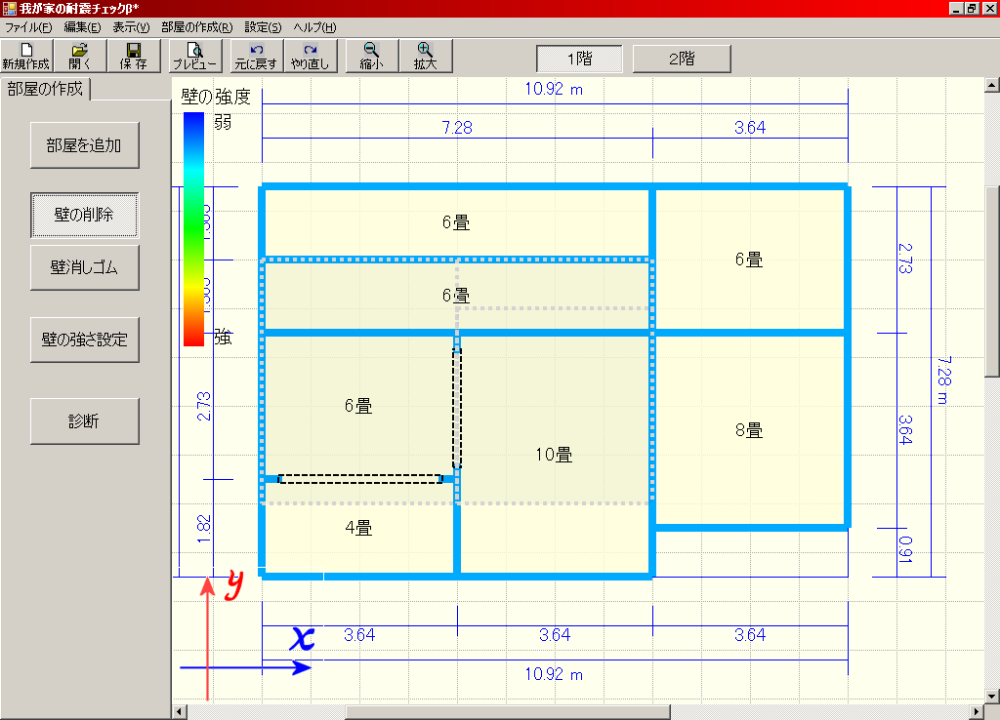 我が家の耐震チェックβ*
ファイル(F) 編集(E) 表示(V) 部屋の作成(R) 設定(S) ヘルプ(H)
新規作成 開く 保存 プレビュー 元に戻す やり直し 縮小 拡大 1階 2階
部屋の作成
部屋を追加
壁の削除
壁消しゴム
壁の強さ設定
診断
壁の強度
弱
強
10.92 m
7.28 3.64
6畳
6畳
6畳
6畳
10畳
8畳
4畳
2.73
1.82
2.73
3.64
0.91
7.28 m
y
x
3.64 3.64 3.64
10.92 m